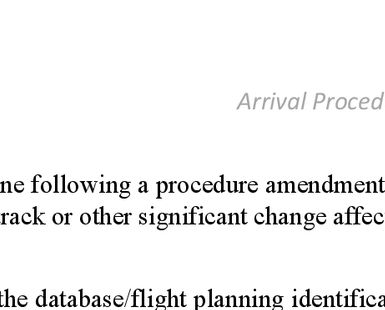 Arrival Proced
ne following a procedure amendment
rack or other significant change affec
the database/flight planning identifica